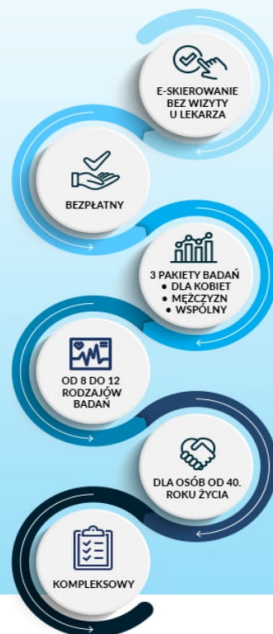 E-SKIEROWANIE
BEZ WIZYTY
U LEKARZA
BEZPŁATNY
3 PAKIETY BADAŃ
• DLA KOBIET
• MĘŻCZYZN
• WSPÓLNY
OD 8 DO 12
RODZAJÓW
BADAŃ
DLA OSÓB OD 40.
ROKU ŻYCIA
KOMPLEKSOWY